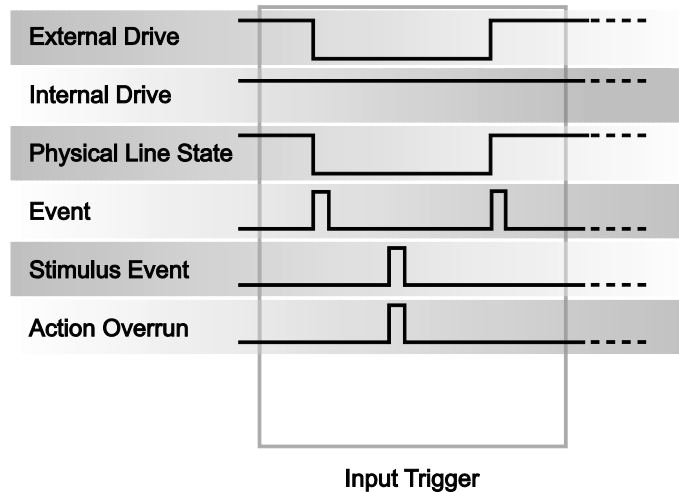 External Drive
Internal Drive
Physical Line State
Event
Stimulus Event
Action Overrun
Input Trigger